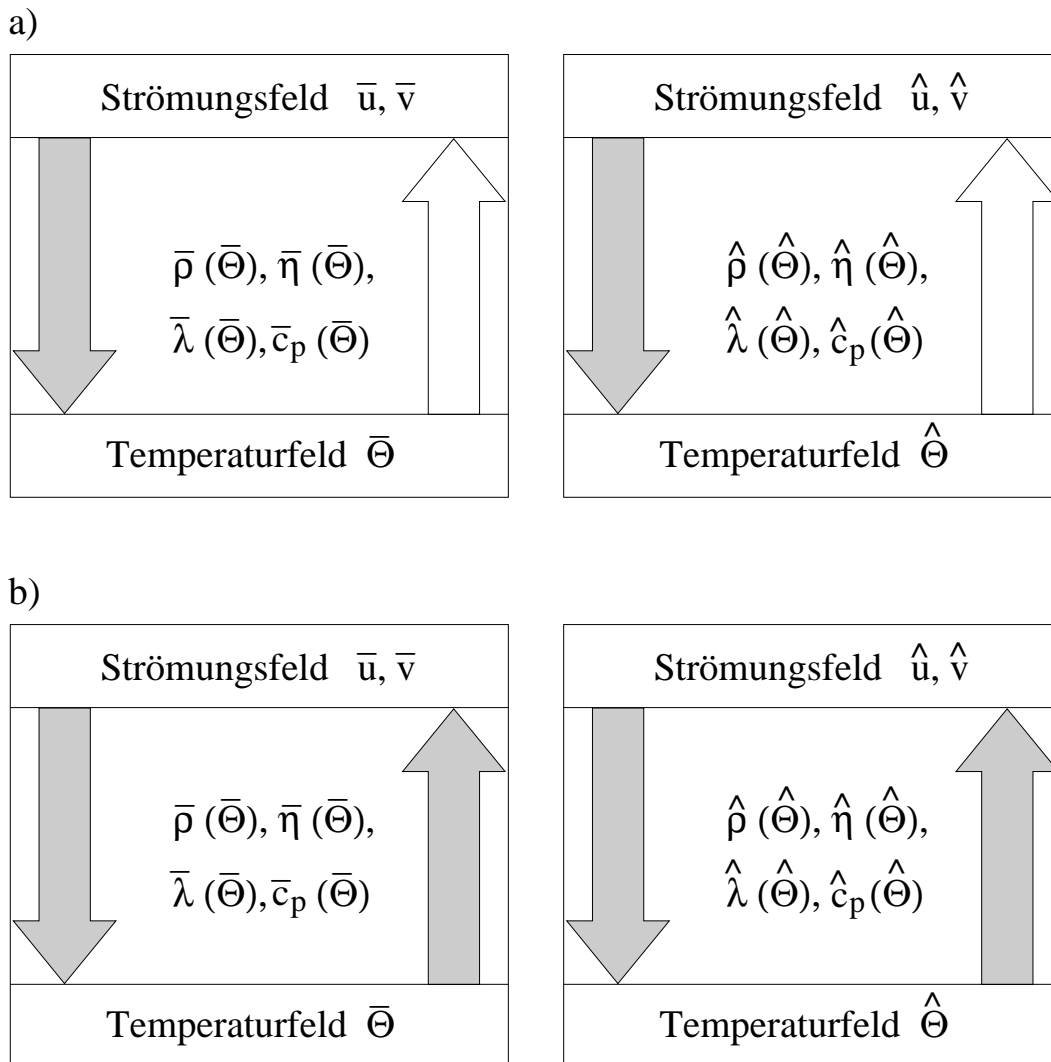 a)
Strömungsfeld u̅, v̅
Strömungsfeld û, v̂
ρ̅ (Θ̅), η̅ (Θ̅),
λ̅ (Θ̅), c̅ₚ (Θ̅)
ρ̂ (Θ̂), η̂ (Θ̂),
λ̂ (Θ̂), ĉₚ (Θ̂)
Temperaturfeld Θ̅
Temperaturfeld Θ̂
b)
Strömungsfeld u̅, v̅
Strömungsfeld û, v̂
ρ̅ (Θ̅), η̅ (Θ̅),
λ̅ (Θ̅), c̅ₚ (Θ̅)
ρ̂ (Θ̂), η̂ (Θ̂),
λ̂ (Θ̂), ĉₚ (Θ̂)
Temperaturfeld Θ̅
Temperaturfeld Θ̂